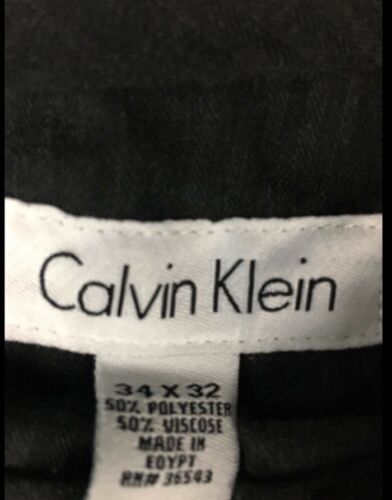 Calvin Klein
34 X 32
50% POLYESTER
50% VISCOSE
MADE IN
EGYPT
RN# 36543